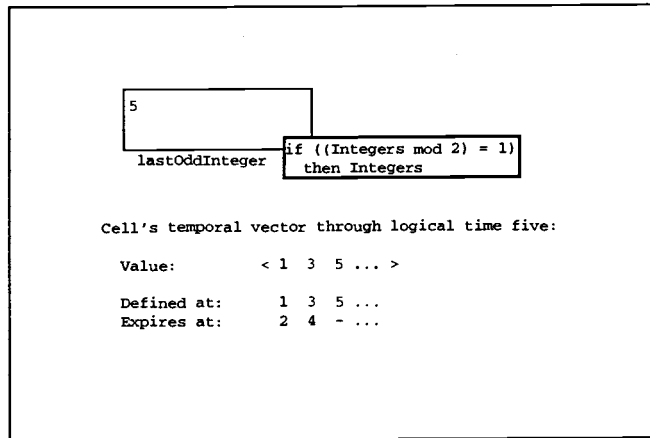 5
lastOddInteger
if ((Integers mod 2) = 1)
then Integers
Cell's temporal vector through logical time five:
Value: < 1 3 5 ... >
Defined at: 1 3 5 ...
Expires at: 2 4 - ...